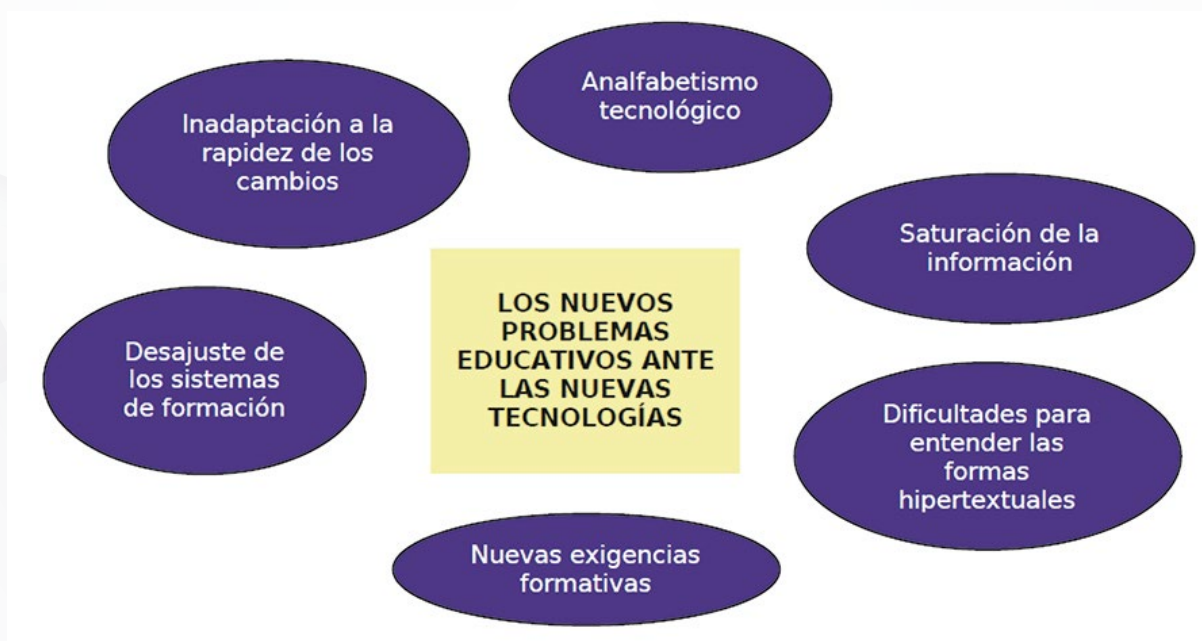 Analfabetismo
tecnológico
Inadaptación a la
rapidez de los
cambios
Saturación de la
información
LOS NUEVOS
PROBLEMAS
EDUCATIVOS ANTE
LAS NUEVAS
TECNOLOGÍAS
Desajuste de
los sistemas
de formación
Dificultades para
entender las
formas
hipertextuales
Nuevas exigencias
formativas